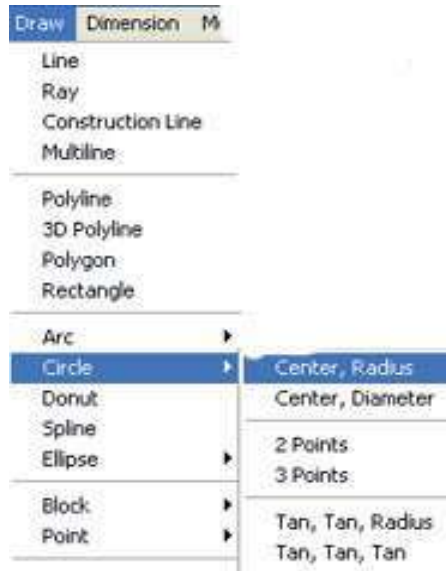 Draw Dimension M
Line
Ray
Construction Line
Multiline
Polyline
3D Polyline
Polygon
Rectangle
Arc
Circle
Donut
Spline
Ellipse
Block
Point
Center, Radius
Center, Diameter
2 Points
3 Points
Tan, Tan, Radius
Tan, Tan, Tan